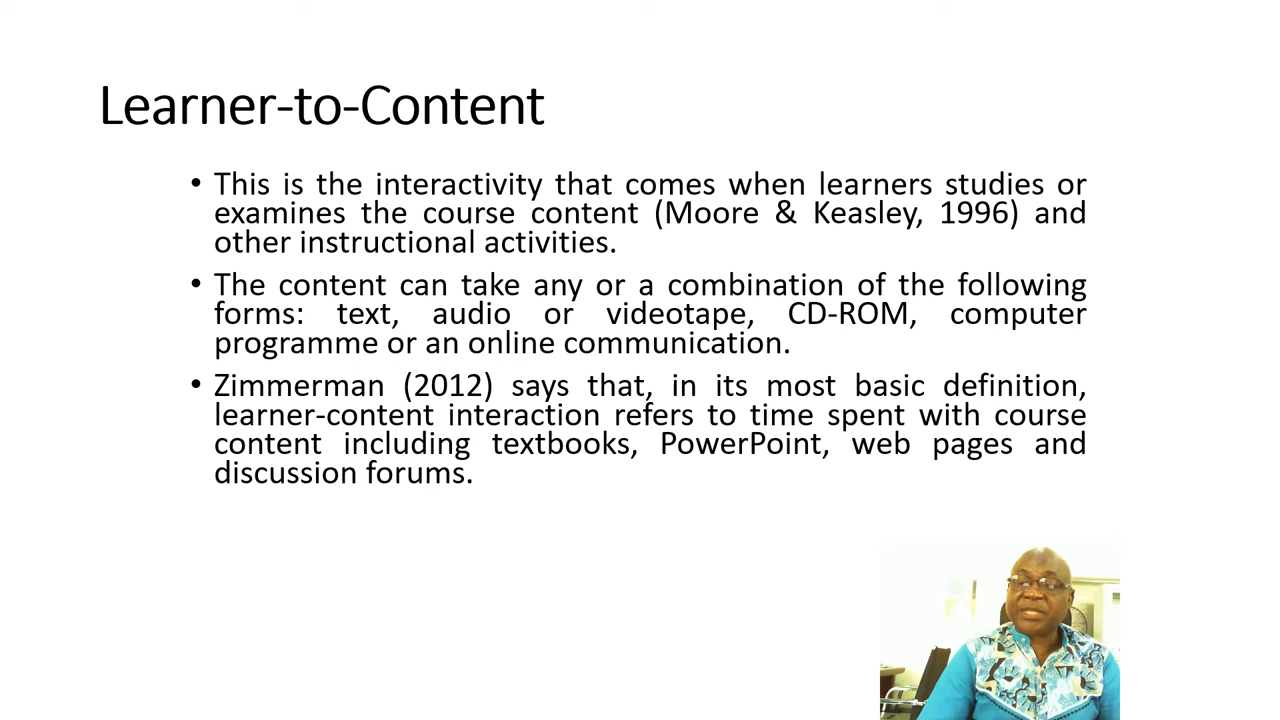 Learner-to-Content
• This is the interactivity that comes when learners studies or
examines the course content (Moore & Keasley, 1996) and
other instructional activities.
• The content can take any or a combination of the following
forms: text, audio or videotape, CD-ROM, computer
programme or an online communication.
• Zimmerman (2012) says that, in its most basic definition,
learner-content interaction refers to time spent with course
content including textbooks, PowerPoint, web pages and
discussion forums.